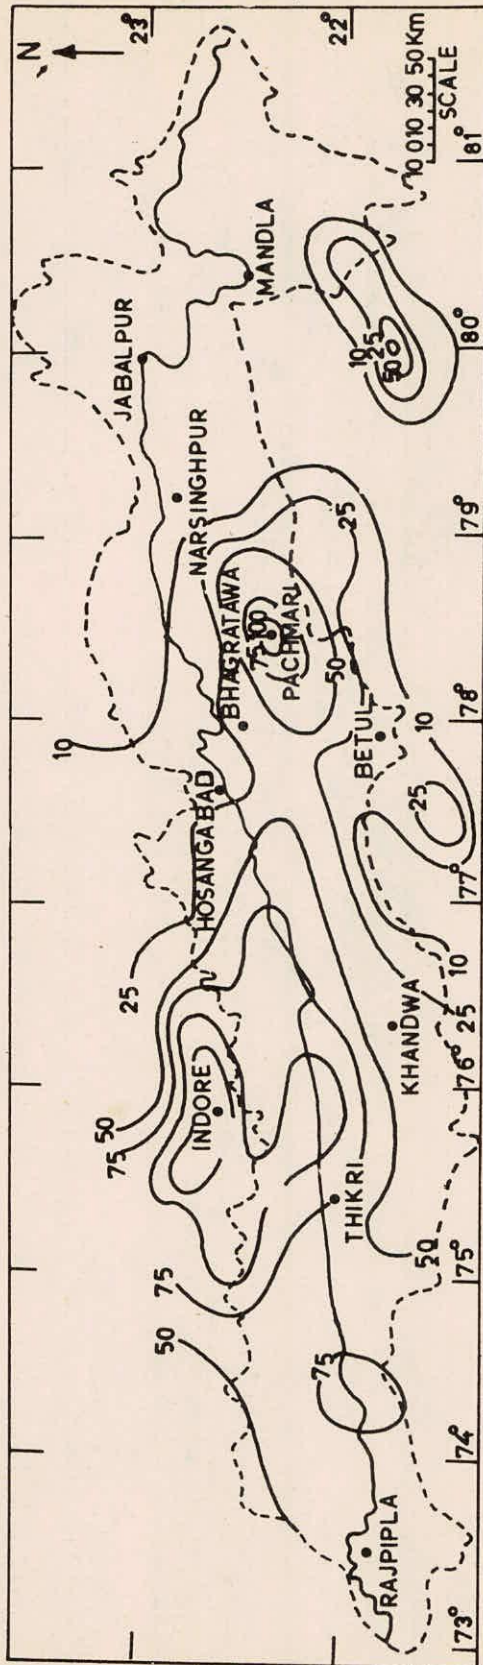 N
23°
22°
JABALPUR
MANDLA
NARSINGHPUR
BHAGRATAWA
PACHMARI
HOSANGABAD
BETUL
INDORE
KHANDWA
THIKRI
RAJPIPLA
10
25
50
75
75
50
75
50
25
10
25
10
50
75
100
25
10
25
50
10 0 10 30 50 Km
SCALE
73°
74°
75°
76°
77°
78°
79°
80°
81°